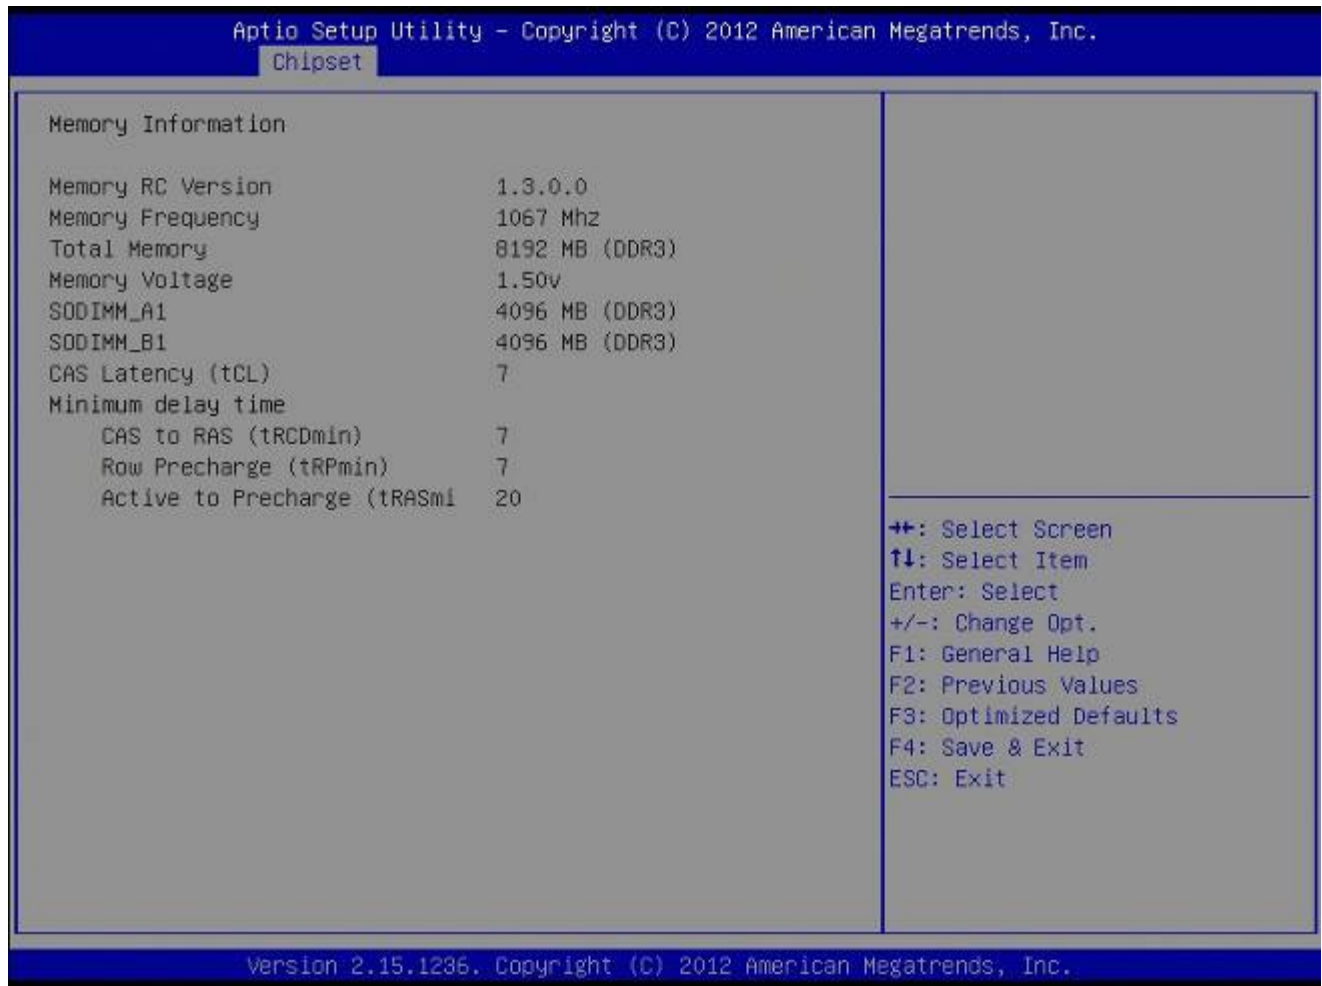 Aptio Setup Utility – Copyright (C) 2012 American Megatrends, Inc.
Chipset
Memory Information
Memory RC Version 1.3.0.0
Memory Frequency 1067 Mhz
Total Memory 8192 MB (DDR3)
Memory Voltage 1.50v
SODIMM_A1 4096 MB (DDR3)
SODIMM_B1 4096 MB (DDR3)
CAS Latency (tCL) 7
Minimum delay time
CAS to RAS (tRCDmin) 7
Row Precharge (tRPmin) 7
Active to Precharge (tRASmi 20
→←: Select Screen
↑↓: Select Item
Enter: Select
+/-: Change Opt.
F1: General Help
F2: Previous Values
F3: Optimized Defaults
F4: Save & Exit
ESC: Exit
Version 2.15.1236. Copyright (C) 2012 American Megatrends, Inc.